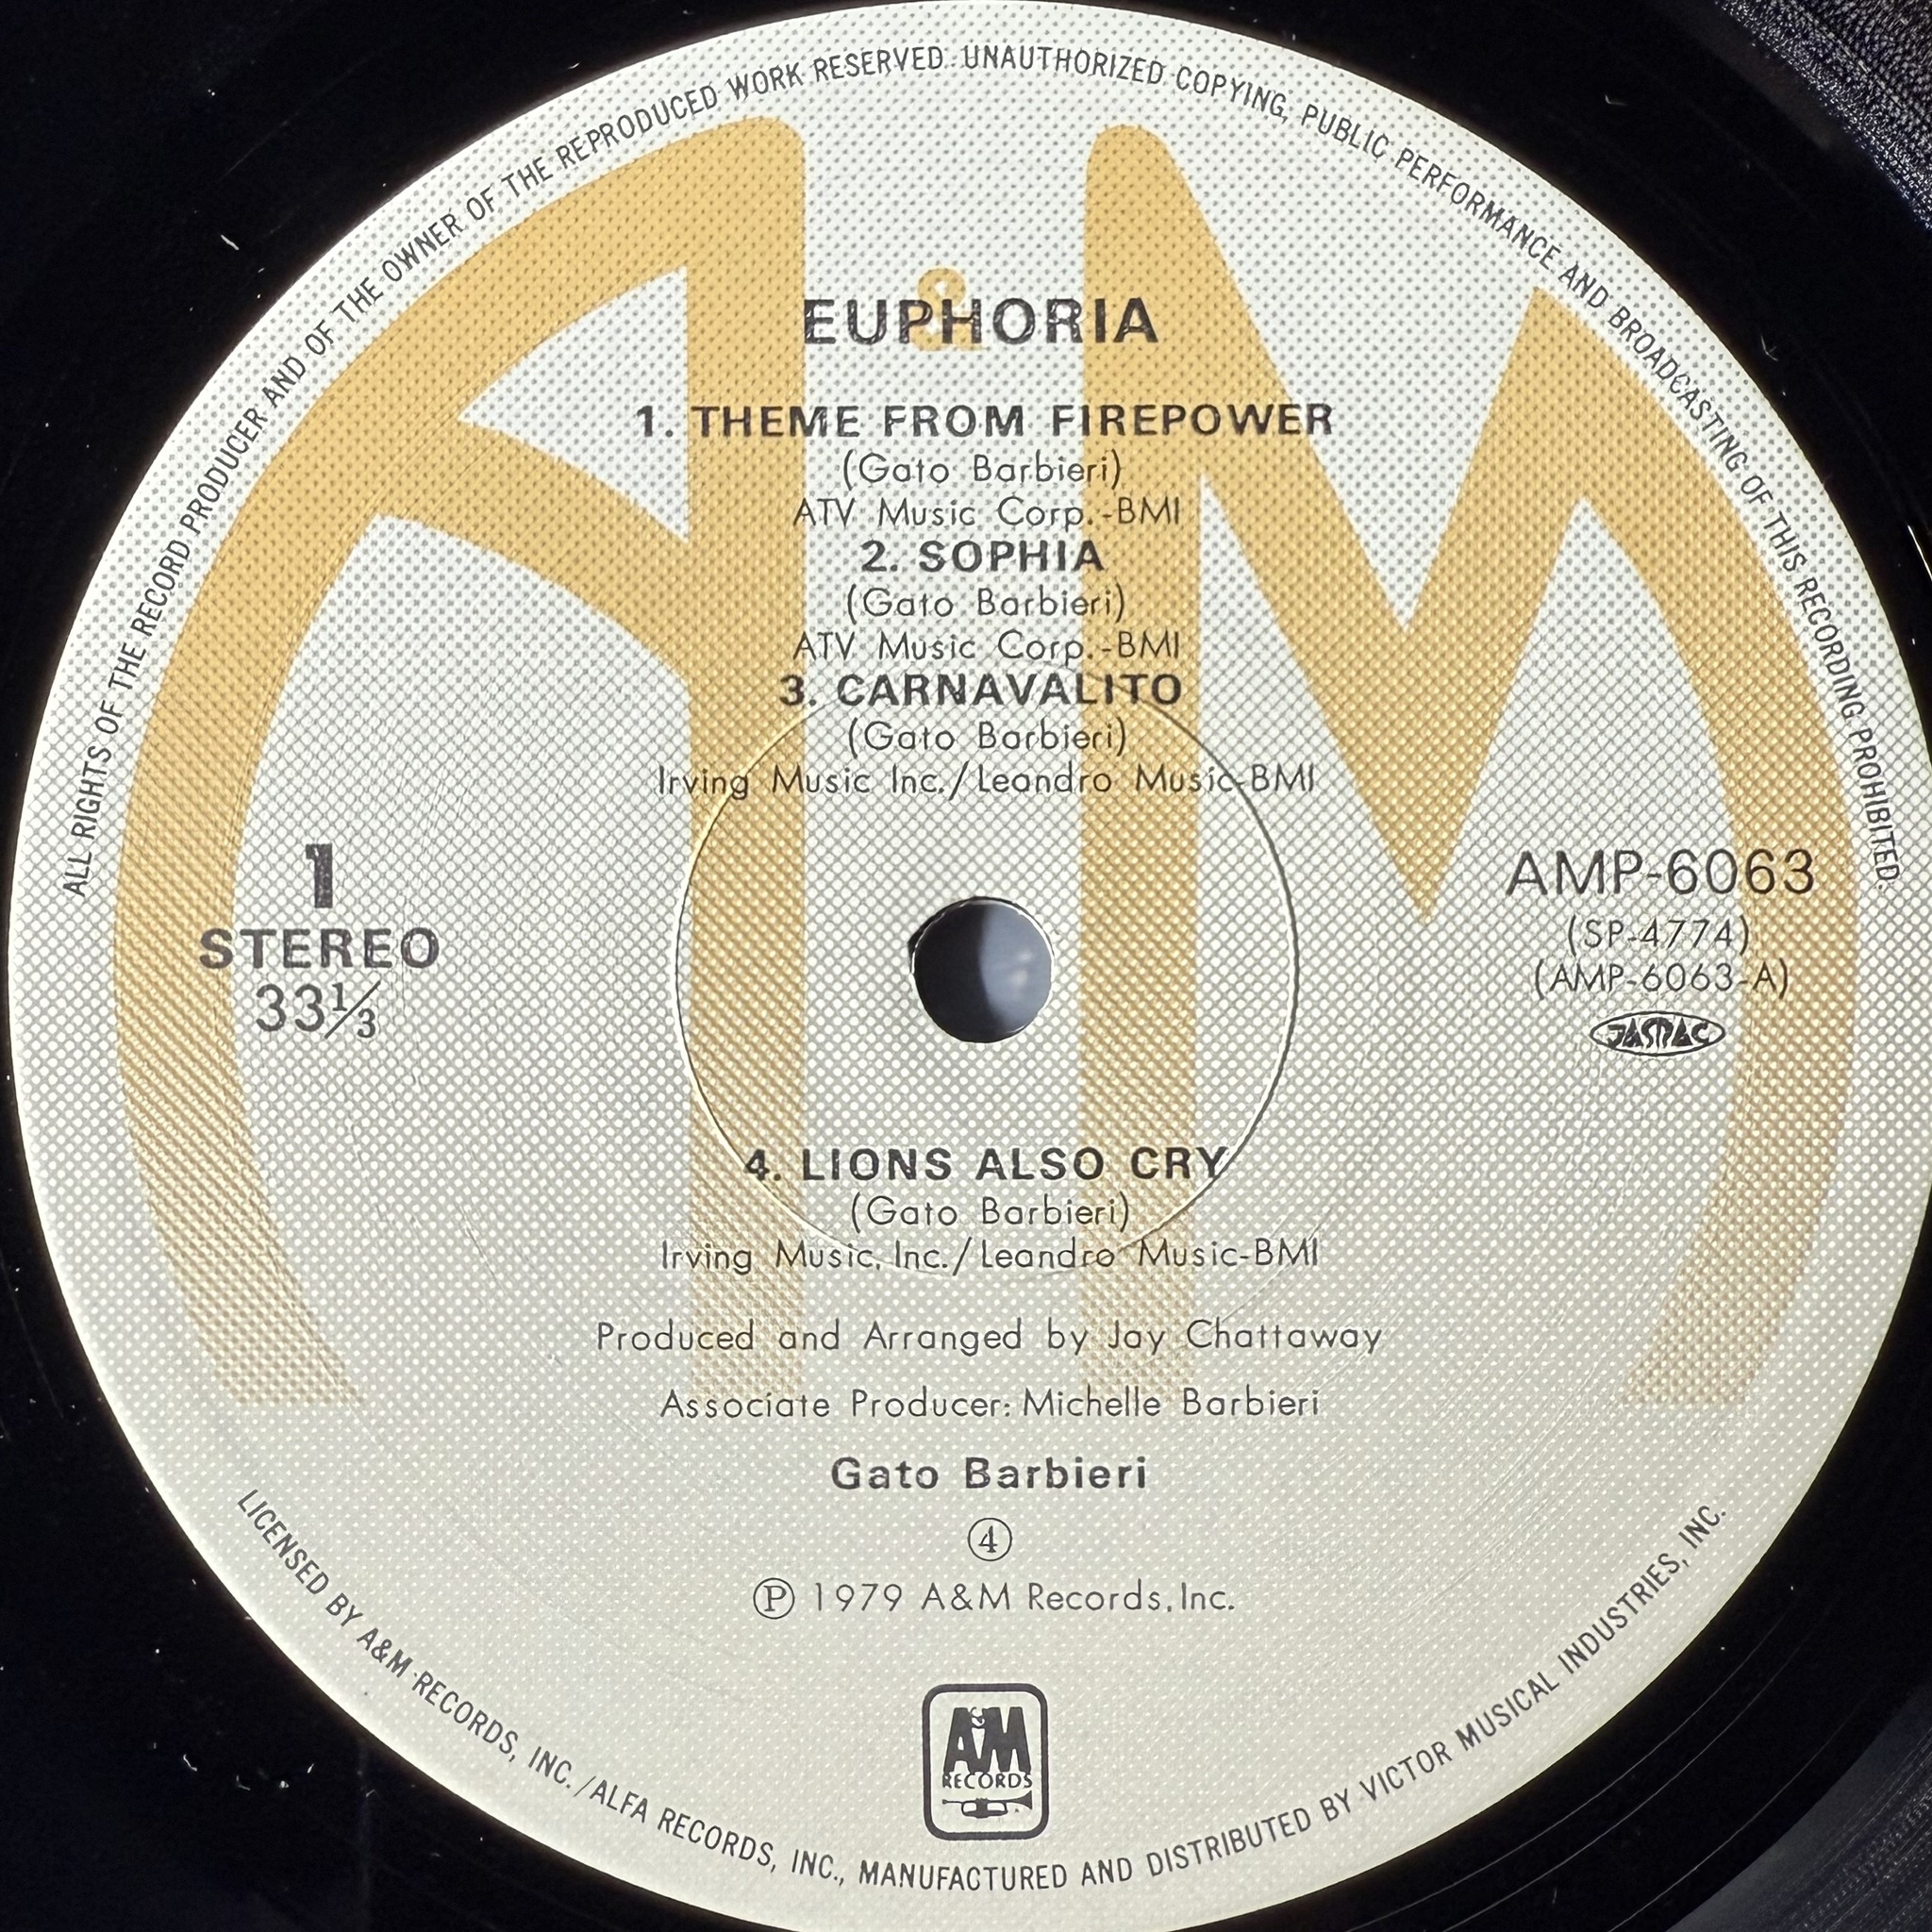 ALL RIGHTS OF THE RECORD PRODUCER AND OF THE OWNER OF THE REPRODUCED WORK RESERVED. UNAUTHORIZED COPYING, PUBLIC PERFORMANCE AND BROADCASTING OF THIS RECORDING PROHIBITED.
A&M
EUPHORIA
1. THEME FROM FIREPOWER
(Gato Barbieri)
ATV Music Corp.-BMI
2. SOPHIA
(Gato Barbieri)
ATV Music Corp.-BMI
3. CARNAVALITO
(Gato Barbieri)
Irving Music Inc./Leandro Music-BMI
1
STEREO
33⅓
AMP-6063
(SP-4774)
(AMP-6063-A)
JASRAC
4. LIONS ALSO CRY
(Gato Barbieri)
Irving Music, Inc./Leandro Music-BMI
Produced and Arranged by Jay Chattaway
Associate Producer: Michelle Barbieri
Gato Barbieri
④
Ⓟ 1979 A&M Records, Inc.
A&M
RECORDS
LICENSED BY A&M RECORDS, INC./ALFA RECORDS, INC., MANUFACTURED AND DISTRIBUTED BY VICTOR MUSICAL INDUSTRIES, INC.